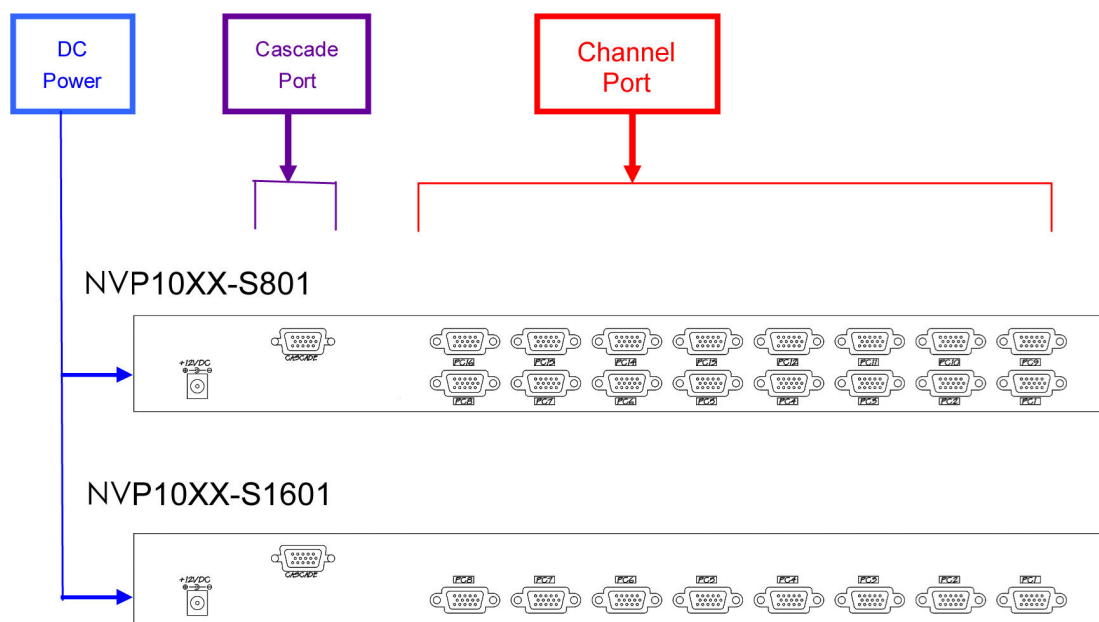 DC
Power
Cascade
Port
Channel
Port
NVP10XX-S801
+12VDC
CASCADE
PC16 PC15 PC14 PC13 PC12 PC11 PC10 PC9
PC8 PC7 PC6 PC5 PC4 PC3 PC2 PC1
NVP10XX-S1601
+12VDC
CASCADE
PC8 PC7 PC6 PC5 PC4 PC3 PC2 PC1